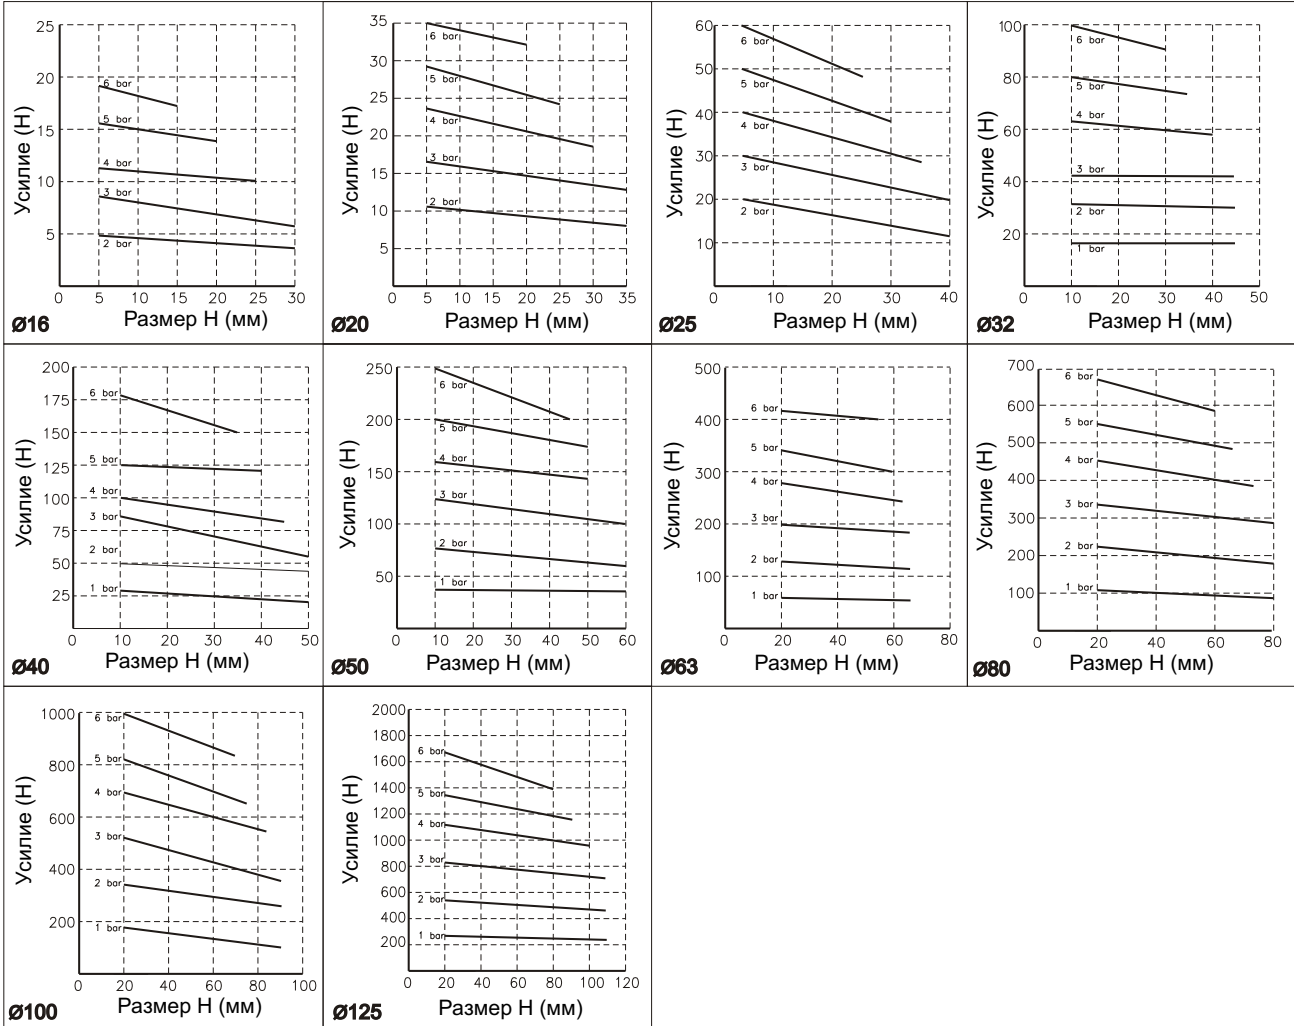 25
20
15
10
5
6 bar
5 bar
4 bar
3 bar
2 bar
Усилие (Н)
0 5 10 15 20 25 30
Размер Н (мм)
Ø16
35
30
25
20
15
10
5
6 bar
5 bar
4 bar
3 bar
2 bar
Усилие (Н)
0 5 10 15 20 25 30 35
Размер Н (мм)
Ø20
60
50
40
30
20
10
6 bar
5 bar
4 bar
3 bar
2 bar
Усилие (Н)
0 10 20 30 40
Размер Н (мм)
Ø25
100
80
60
40
20
6 bar
5 bar
4 bar
3 bar
2 bar
1 bar
Усилие (Н)
0 10 20 30 40 50
Размер Н (мм)
Ø32
200
175
150
125
100
75
50
25
6 bar
5 bar
4 bar
3 bar
2 bar
1 bar
Усилие (Н)
0 10 20 30 40 50
Размер Н (мм)
Ø40
250
200
150
100
50
6 bar
5 bar
4 bar
3 bar
2 bar
1 bar
Усилие (Н)
0 10 20 30 40 50 60
Размер Н (мм)
Ø50
500
400
300
200
100
6 bar
5 bar
4 bar
3 bar
2 bar
1 bar
Усилие (Н)
0 20 40 60 80
Размер Н (мм)
Ø63
700
600
500
400
300
200
100
6 bar
5 bar
4 bar
3 bar
2 bar
1 bar
Усилие (Н)
0 20 40 60 80
Размер Н (мм)
Ø80
1000
800
600
400
200
6 bar
5 bar
4 bar
3 bar
2 bar
1 bar
Усилие (Н)
0 20 40 60 80 100
Размер Н (мм)
Ø100
2000
1800
1600
1400
1200
1000
800
600
400
200
6 bar
5 bar
4 bar
3 bar
2 bar
1 bar
Усилие (Н)
0 20 40 60 80 100 120
Размер Н (мм)
Ø125